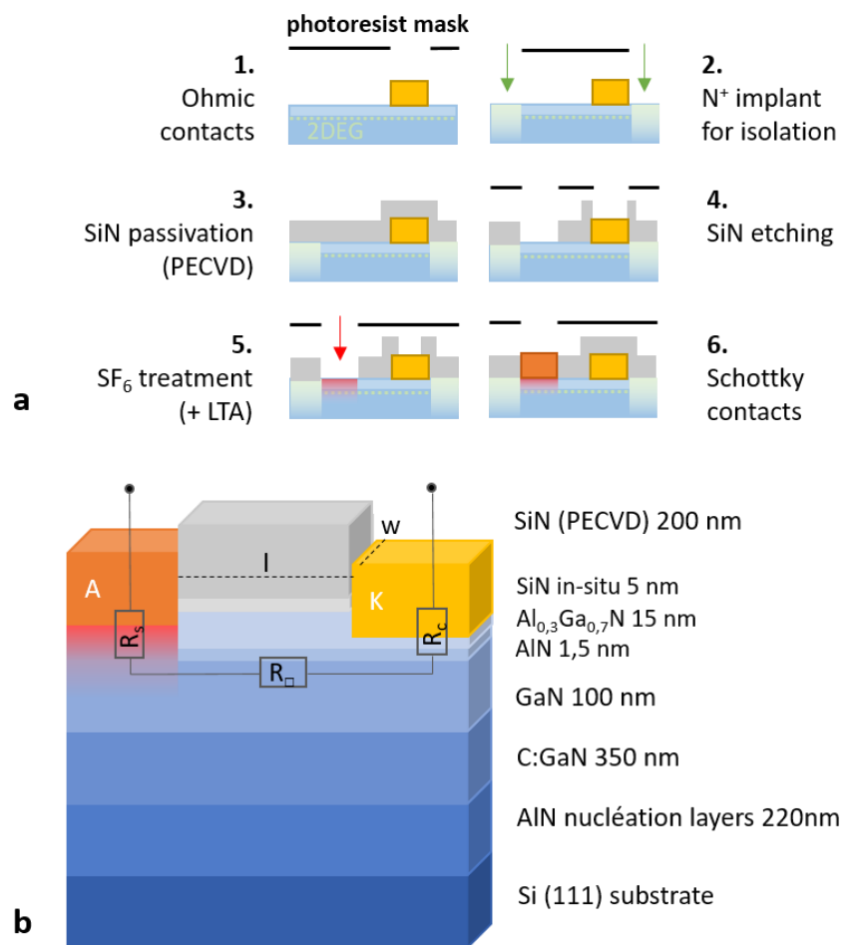 photoresist mask
1.
Ohmic
contacts
2DEG
2.
N⁺ implant
for isolation
3.
SiN passivation
(PECVD)
4.
SiN etching
5.
SF₆ treatment
(+ LTA)
6.
Schottky
contacts
a
SiN (PECVD) 200 nm
w
l
A
K
SiN in-situ 5 nm
Al₀,₃Ga₀,₇N 15 nm
AlN 1,5 nm
Rₛ
R□
R꜀
GaN 100 nm
C:GaN 350 nm
AlN nucléation layers 220nm
Si (111) substrate
b